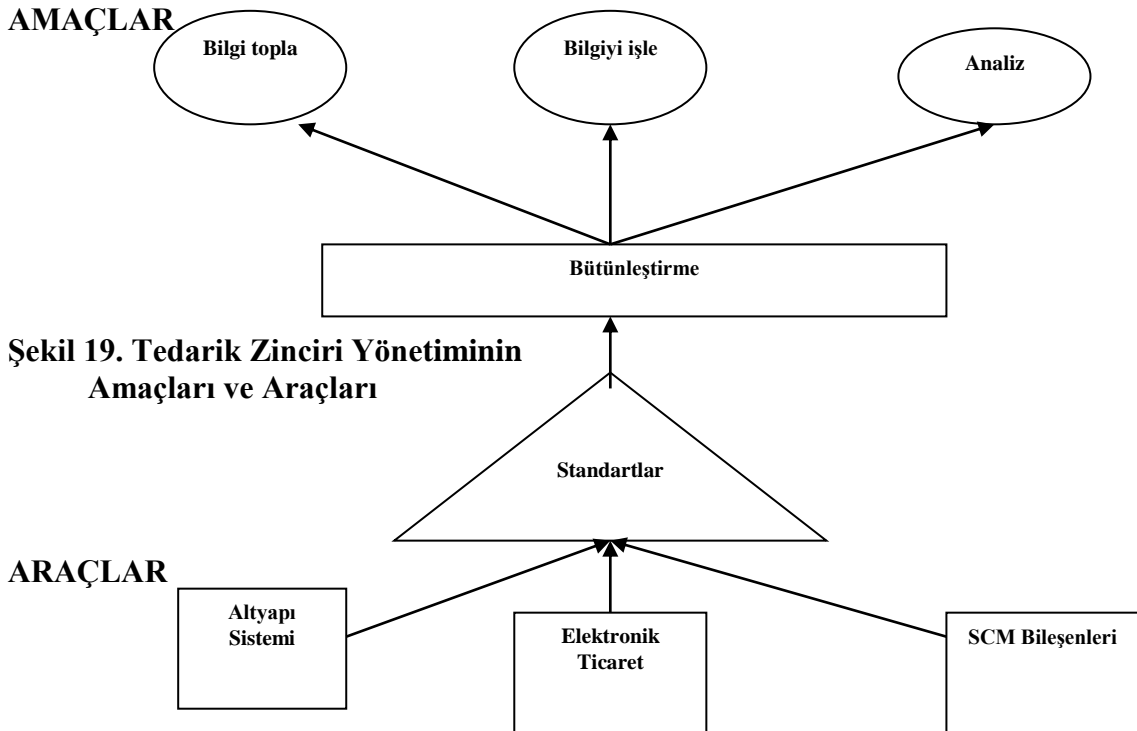 AMAÇLAR
Bilgi topla
Bilgiyi işle
Analiz
Bütünleştirme
Şekil 19. Tedarik Zinciri Yönetiminin
Amaçları ve Araçları
Standartlar
ARAÇLAR
Altyapı
Sistemi
Elektronik
Ticaret
SCM Bileşenleri